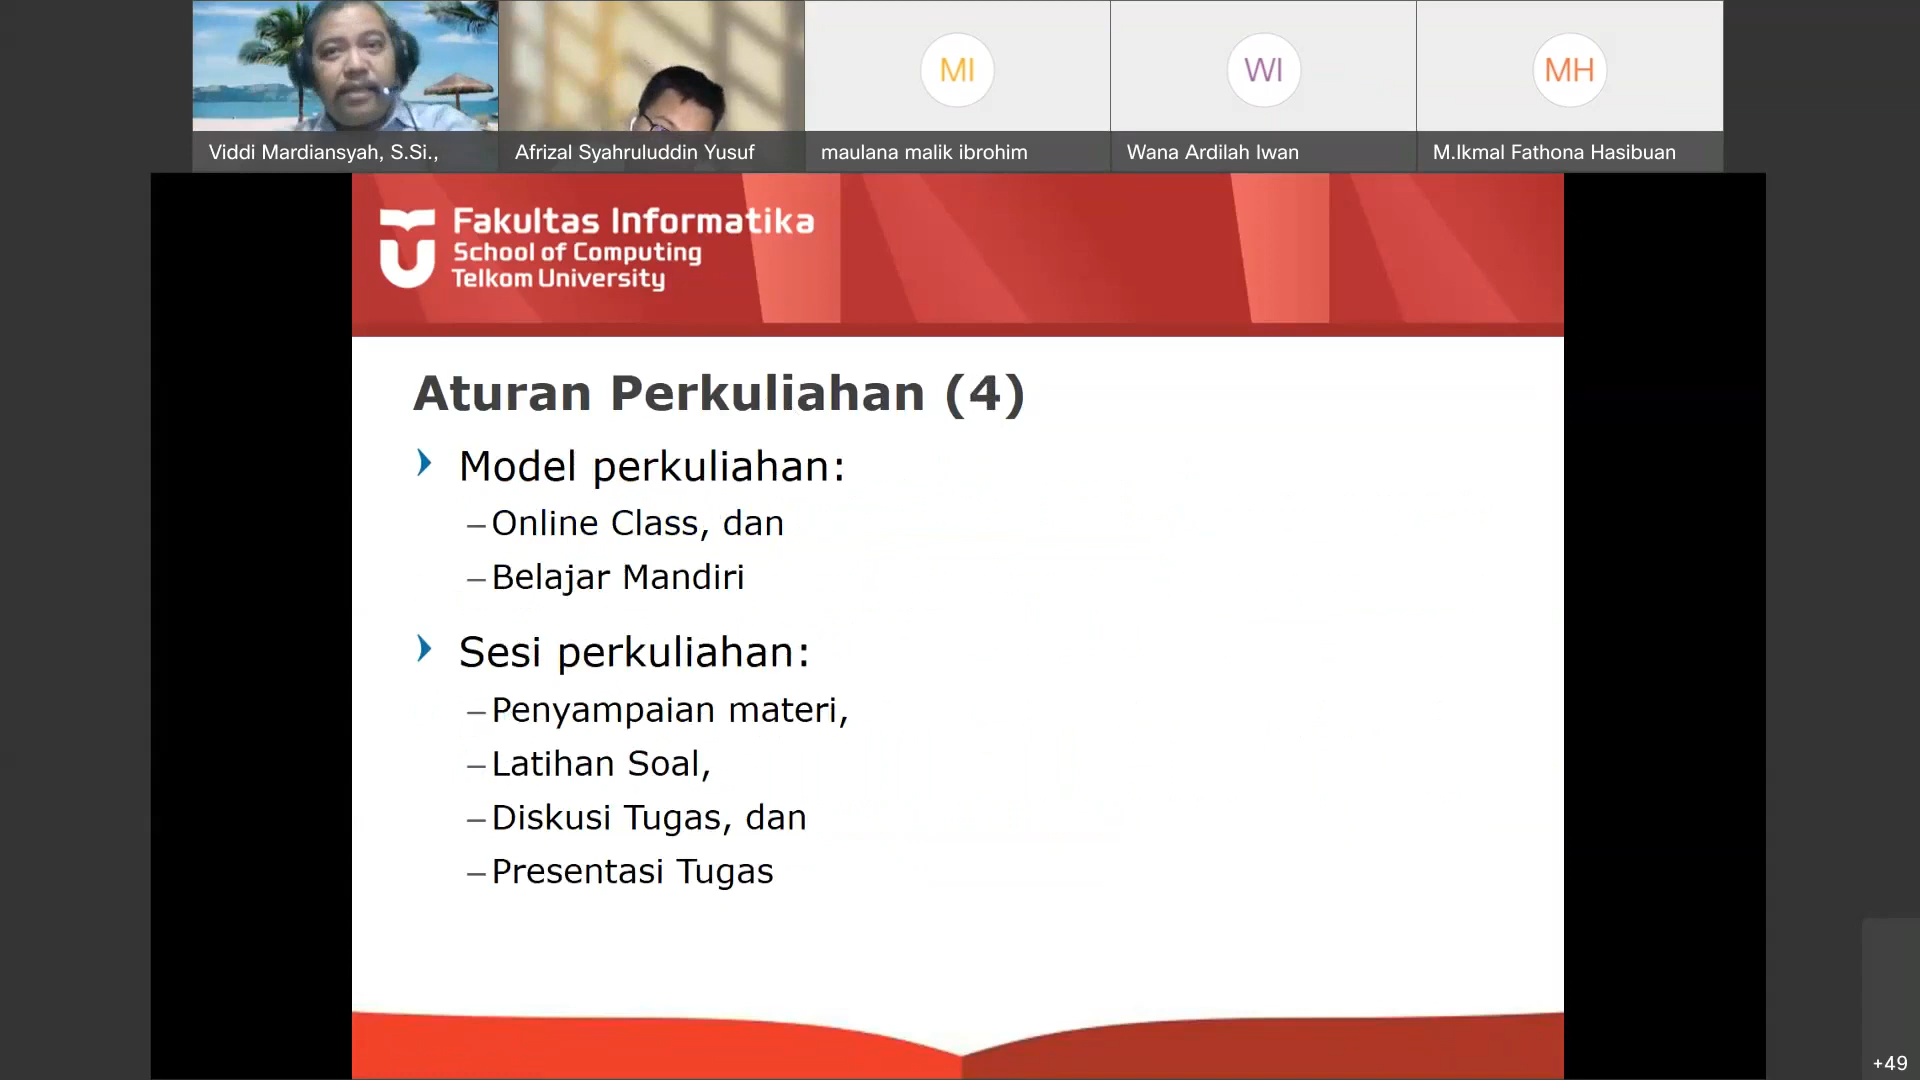 Viddi Mardiansyah, S.Si.,
Afrizal Syahruluddin Yusuf
MI
maulana malik ibrohim
WI
Wana Ardilah Iwan
MH
M.Ikmal Fathona Hasibuan
Fakultas Informatika
School of Computing
Telkom University
Aturan Perkuliahan (4)
Model perkuliahan:
–Online Class, dan
–Belajar Mandiri
Sesi perkuliahan:
–Penyampaian materi,
–Latihan Soal,
–Diskusi Tugas, dan
–Presentasi Tugas
+49